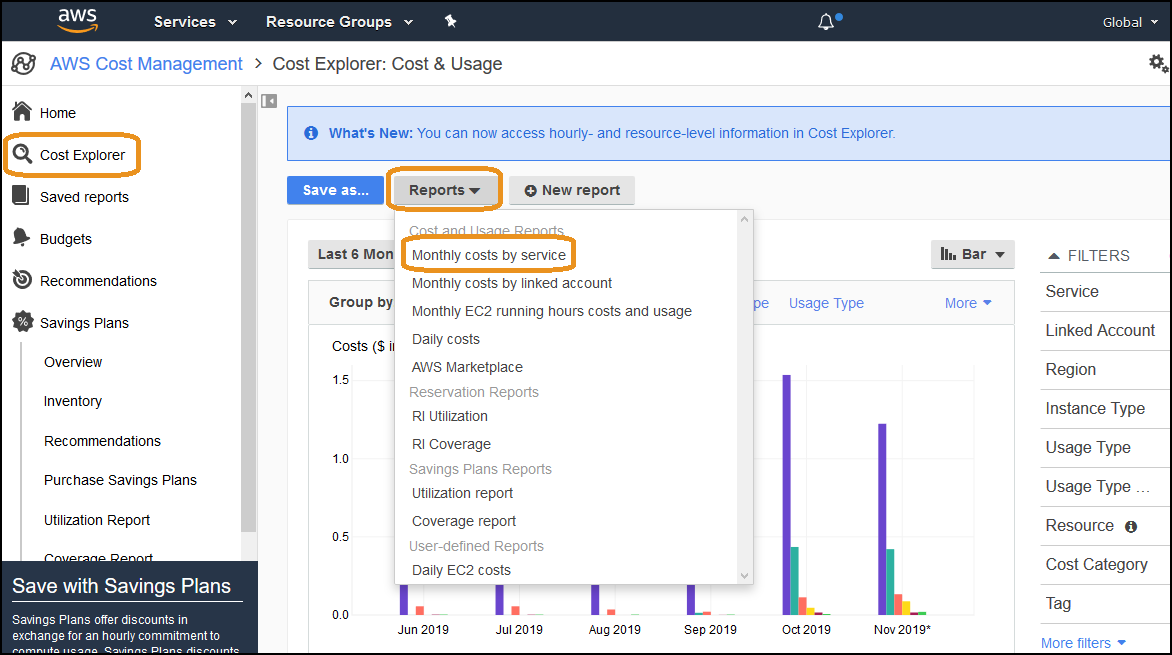 aws
Services
Resource Groups
Global
AWS Cost Management > Cost Explorer: Cost & Usage
Home
Cost Explorer
Saved reports
Budgets
Recommendations
Savings Plans
Overview
Inventory
Recommendations
Purchase Savings Plans
Utilization Report
Coverage Report
Save with Savings Plans
Savings Plans offer discounts in
exchange for an hourly commitment to
compute usage. Savings Plans discounts
What's New: You can now access hourly- and resource-level information in Cost Explorer.
Save as...
Reports
New report
Cost and Usage Reports
Monthly costs by service
Monthly costs by linked account
Monthly EC2 running hours costs and usage
Daily costs
AWS Marketplace
Reservation Reports
RI Utilization
RI Coverage
Savings Plans Reports
Utilization report
Coverage report
User-defined Reports
Daily EC2 costs
Last 6 Mon
Bar
Group by
pe
Usage Type
More
Costs ($ i
1.5
1.0
0.5
0.0
Jun 2019
Jul 2019
Aug 2019
Sep 2019
Oct 2019
Nov 2019*
FILTERS
Service
Linked Account
Region
Instance Type
Usage Type
Usage Type ...
Resource
Cost Category
Tag
More filters